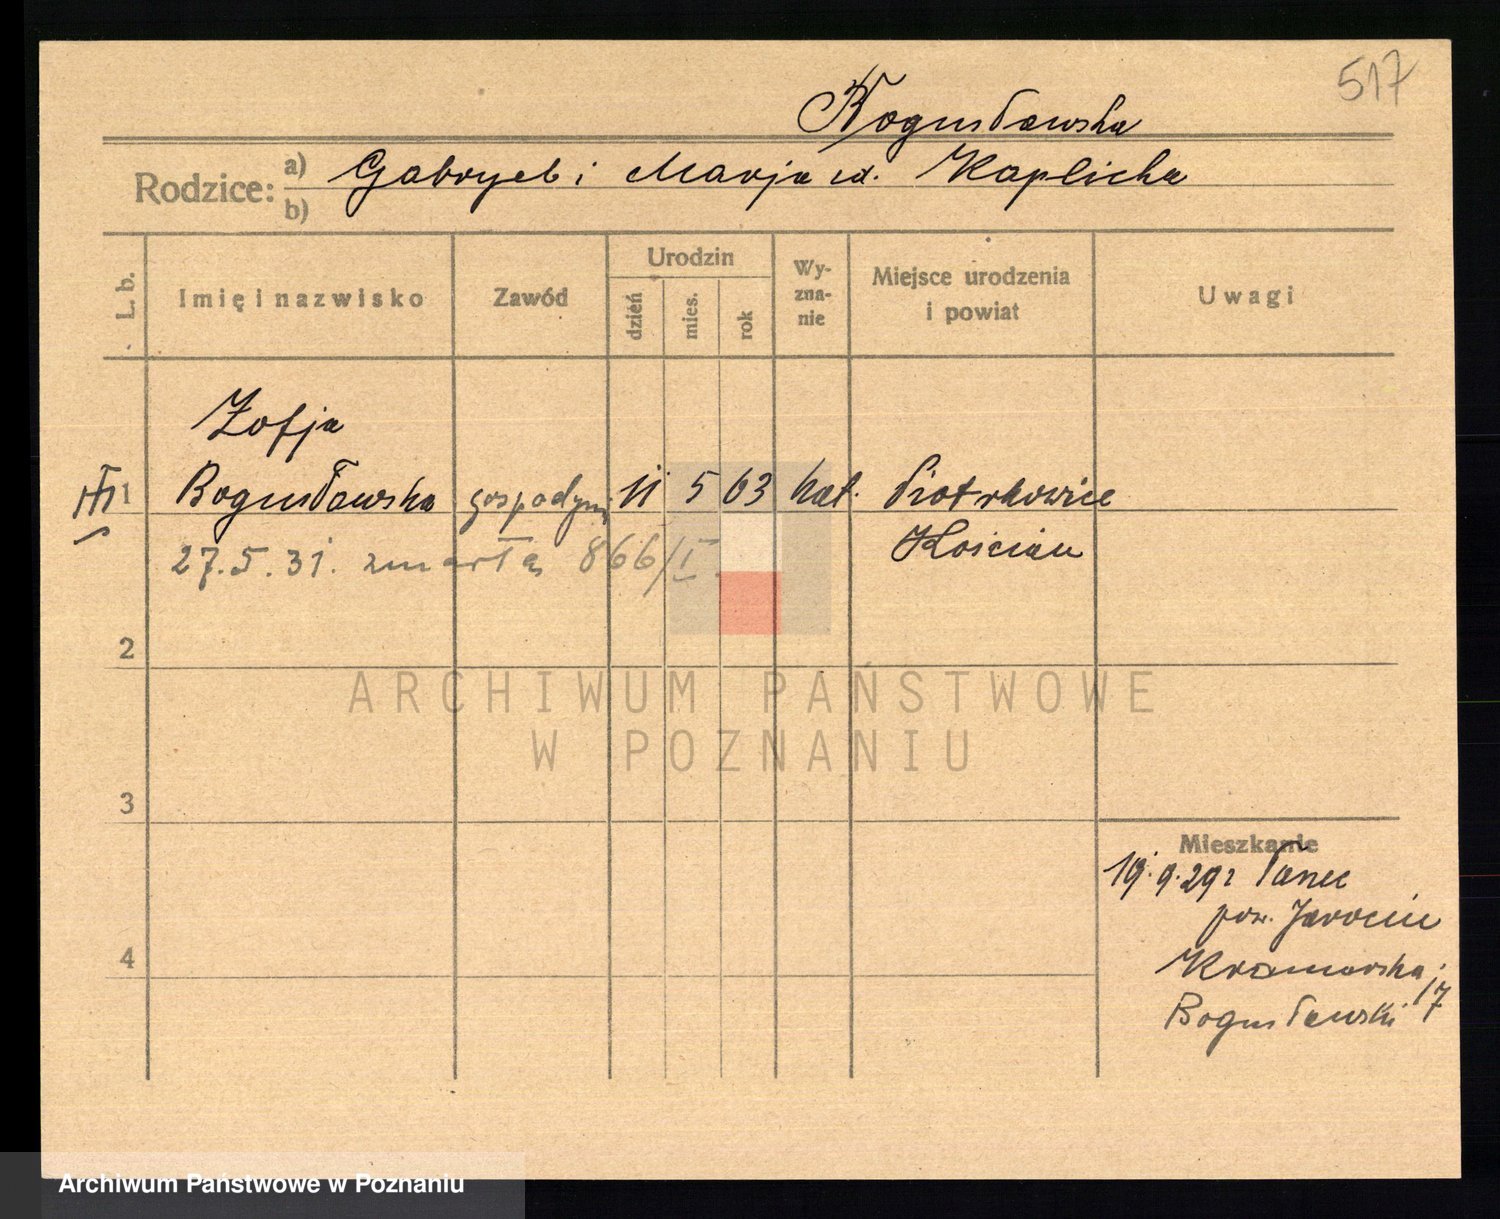 517
Bogusławska
Rodzice: a) b) Gabryel i Marja z d. Kaplicka
L. b.
Imię i nazwisko
Zawód
Urodzin
dzień
mies.
rok
Wy-
zna-
nie
Miejsce urodzenia
i powiat
Uwagi
Zofja
1 Bogusławska gospodyni 11 5 63 kat. Piotrkowice
Kościan
27.5.31. zmarła 866/I
2
ARCHIWUM PAŃSTWOWE
W POZNANIU
3
Mieszkanie
19.9.29
pow. Jarocin
Kramarska
17
Bogusławski
4
Archiwum Państwowe w Poznaniu